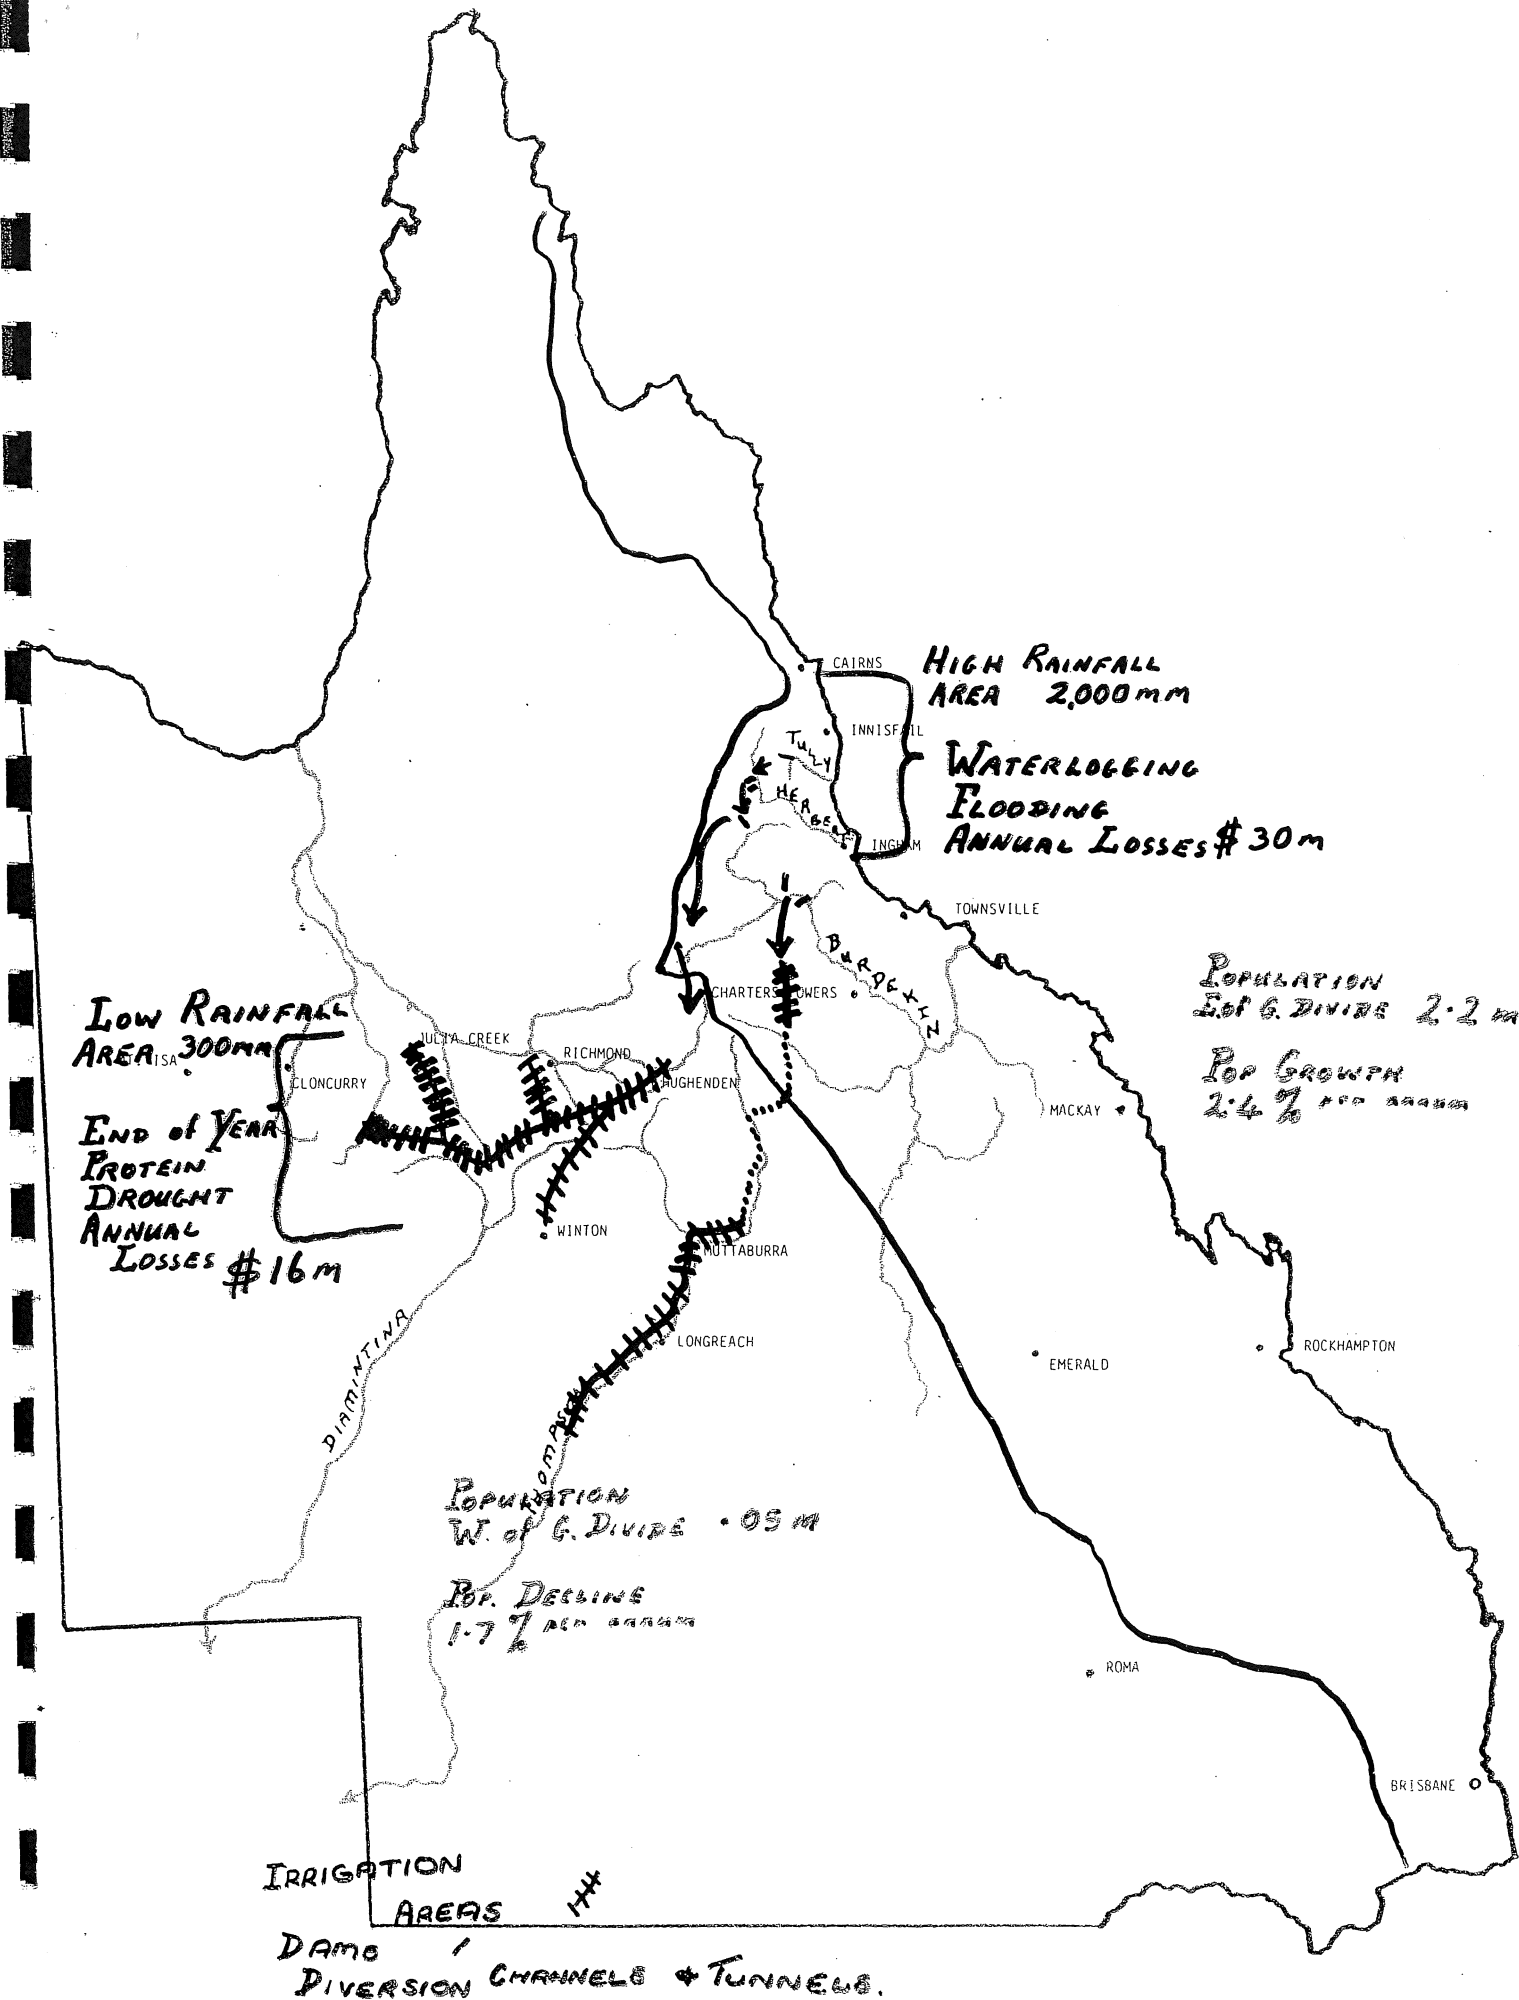 CAIRNS
HIGH RAINFALL
AREA 2,000mm
INNISFAIL
TULLY
WATERLOGGING
FLOODING
ANNUAL LOSSES $30m
HERBERT
INGHAM
TOWNSVILLE
BURDEKIN
POPULATION
E. of G. DIVIDE 2.2 m
POP GROWTH
2.4 % per annum
CHARTERS TOWERS
LOW RAINFALL
AREA 300mm
ISA
JULIA CREEK
RICHMOND
CLONCURRY
HUGHENDEN
MACKAY
END of YEAR
PROTEIN
DROUGHT
ANNUAL
LOSSES $16m
WINTON
MUTTABURRA
DIAMINTINA
LONGREACH
EMERALD
ROCKHAMPTON
POPULATION
W. of G. DIVIDE .05 m
POP. DECLINE
1.7 % per annum
ROMA
BRISBANE
IRRIGATION
AREAS
DAMS
DIVERSION CHANNELS & TUNNELS.